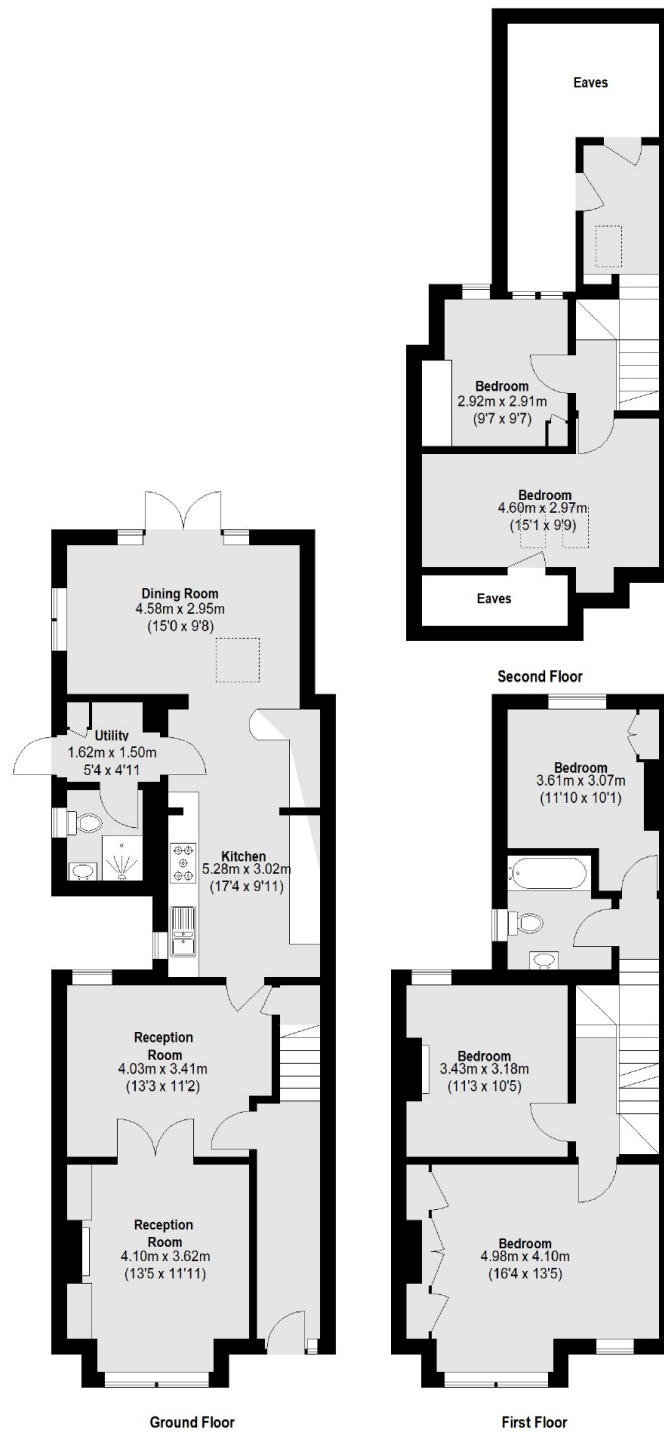 Eaves
Bedroom
2.92m x 2.91m
(9'7 x 9'7)
Bedroom
4.60m x 2.97m
(15'1 x 9'9)
Eaves
Second Floor
Dining Room
4.58m x 2.95m
(15'0 x 9'8)
Utility
1.62m x 1.50m
5'4 x 4'11
Kitchen
5.28m x 3.02m
(17'4 x 9'11)
Reception
Room
4.03m x 3.41m
(13'3 x 11'2)
Reception
Room
4.10m x 3.62m
(13'5 x 11'11)
Ground Floor
Bedroom
3.61m x 3.07m
(11'10 x 10'1)
Bedroom
3.43m x 3.18m
(11'3 x 10'5)
Bedroom
4.98m x 4.10m
(16'4 x 13'5)
First Floor